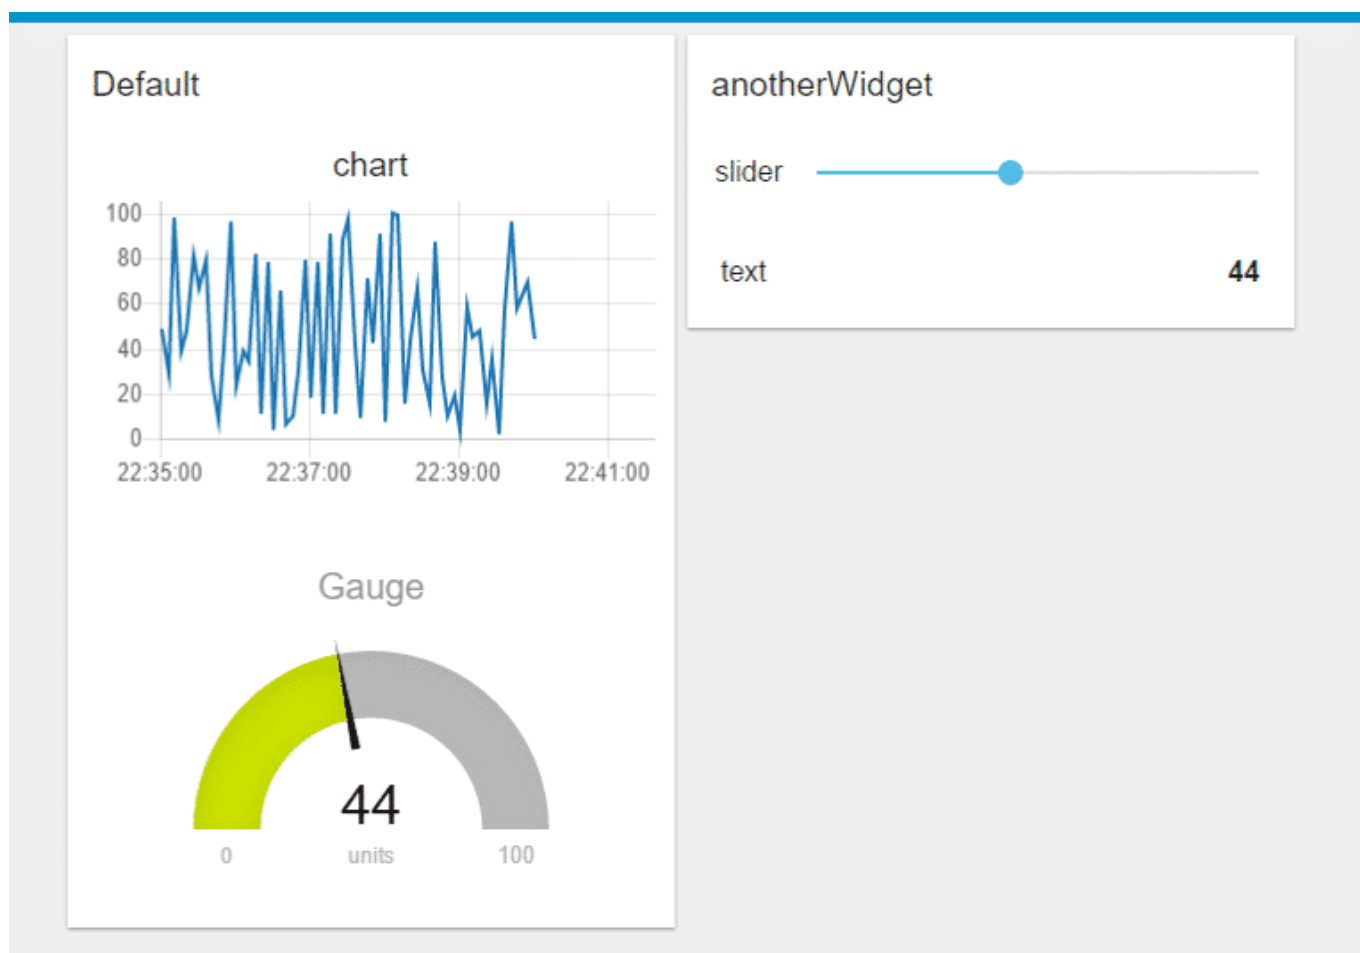 Default
chart
100
80
60
40
20
0
22:35:00 22:37:00 22:39:00 22:41:00
Gauge
44
0 units 100
anotherWidget
slider
text 44